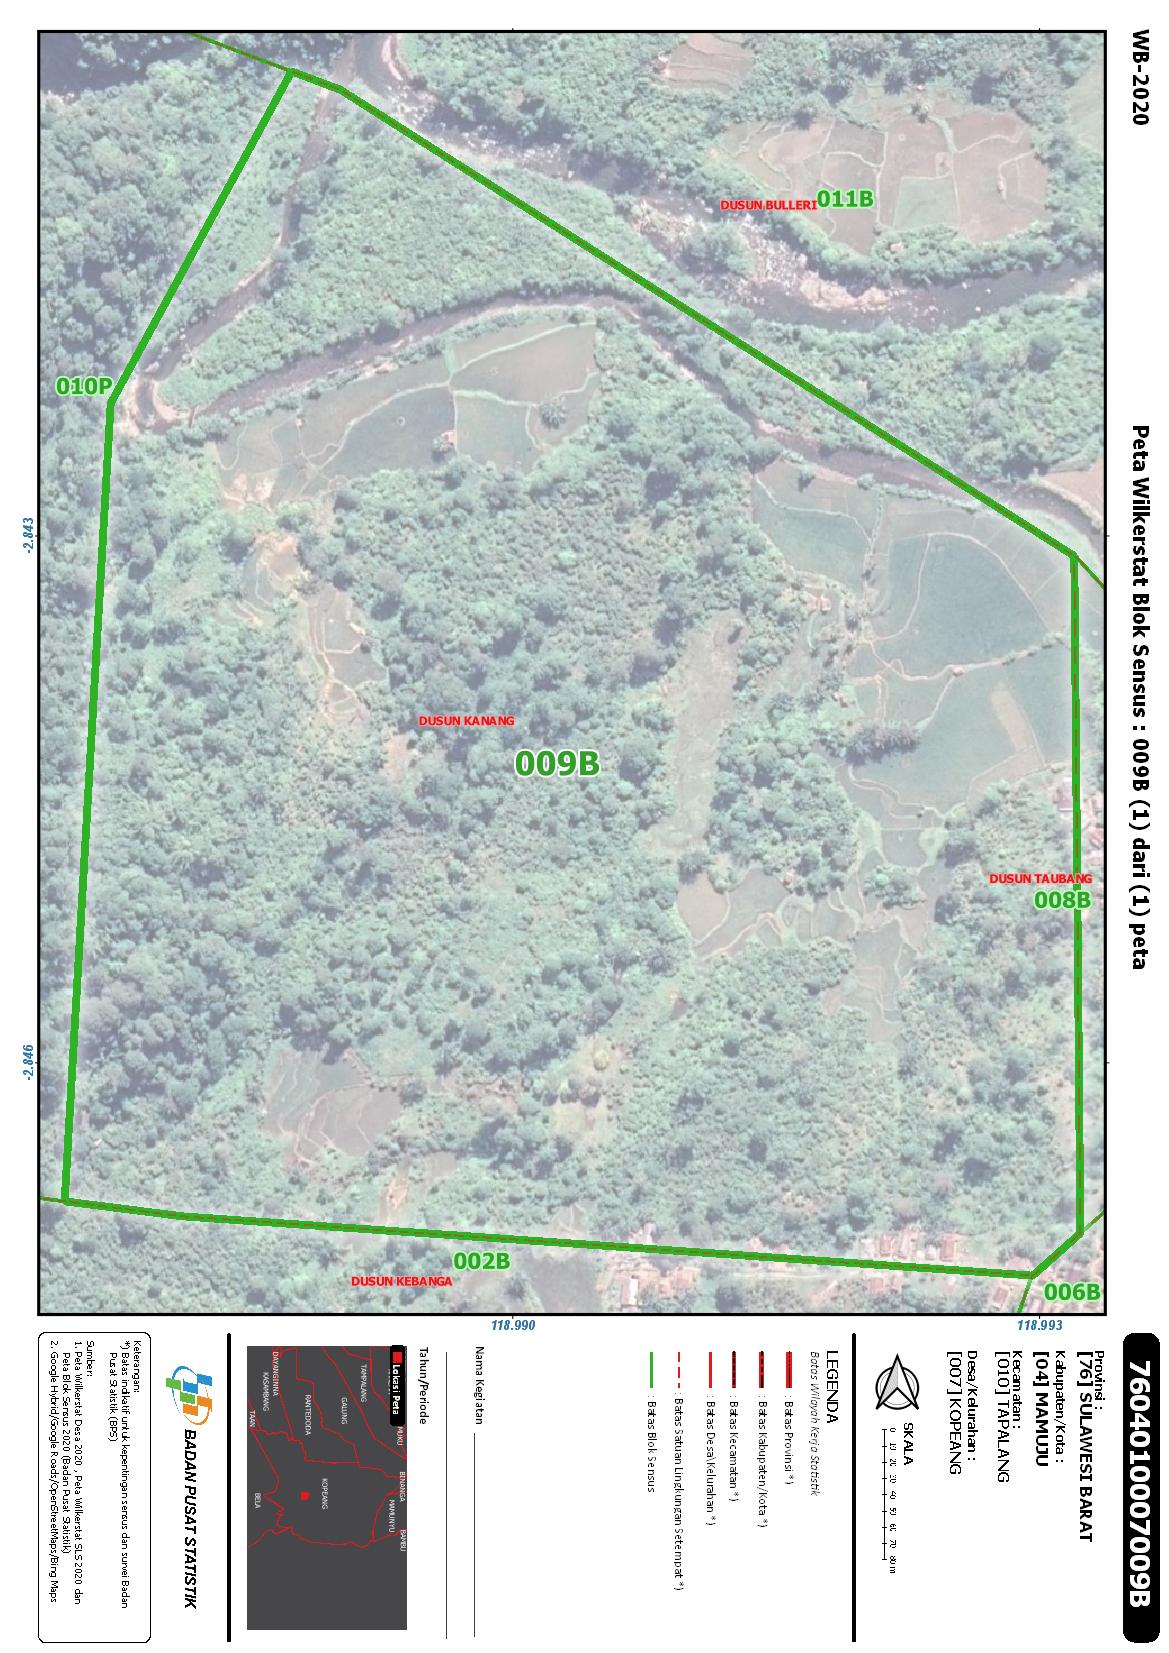 WB-2020
Peta Wilkerstat Blok Sensus : 009B (1) dari (1) peta
DUSUN BULLERI
011B
010P
DUSUN KANANG
009B
DUSUN TAUBANG
008B
002B
DUSUN KEBANGA
006B
-2.843
-2.846
118.990
118.993
7604010007009B
Provinsi :
[76] SULAWESI BARAT
Kabupaten/Kota :
[04] MAMUJU
Kecamatan :
[010] TAPALANG
Desa/Kelurahan :
[007] KOPEANG
SKALA
0 10 20 30 40 50 60 70 80 m
LEGENDA
Batas Wilayah Kerja Statistik
: Batas Provinsi *)
: Batas Kabupaten/Kota *)
: Batas Kecamatan *)
: Batas Desa\Kelurahan *)
: Batas Satuan Lingkungan Setempat *)
: Batas Blok Sensus
Nama Kegiatan
Tahun/Periode
Lokasi Peta
BINANGA
BAMBU
MAMUNYU
TAPALANG
GALUNG
KOPEANG
RANTEDODA
DAYANGINNA
KASAMBANG
TAAN
BELA
BADAN PUSAT STATISTIK
Keterangan:
*) Batas indikatif untuk kepentingan sensus dan survei Badan
Pusat Statistik (BPS)
Sumber:
1. Peta Wilkerstat Desa 2020 , Peta Wilkerstat SLS 2020 dan
Peta Blok Sensus 2020 (Badan Pusat Statistik)
2. Google Hybrid/Google Roads/OpenStreetMaps/Bing Maps